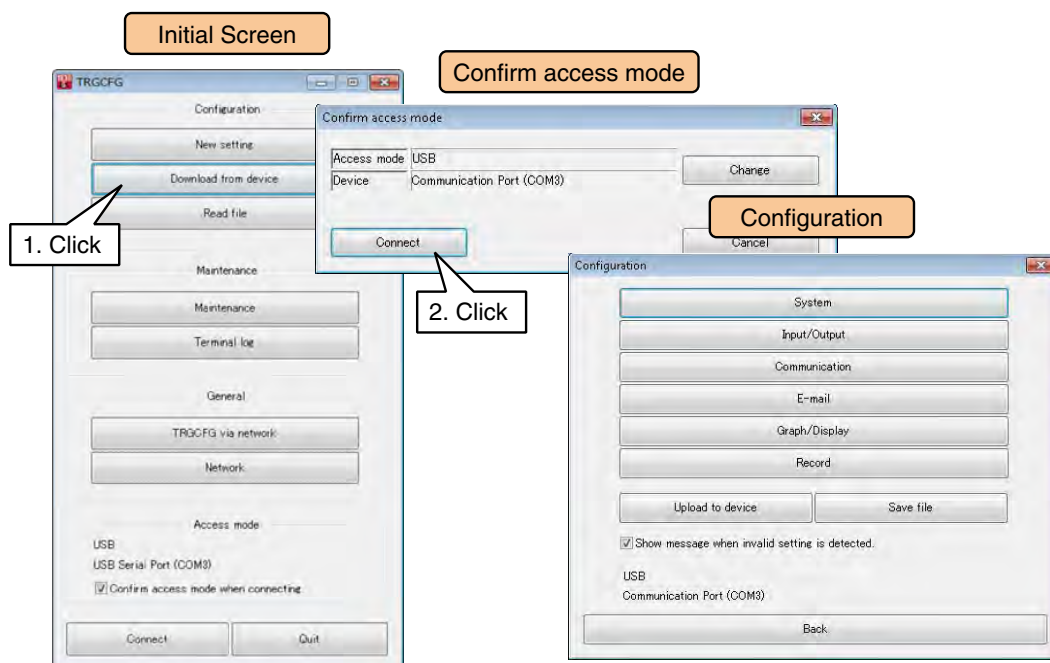 Initial Screen
TRGCFG
Configuration
New setting
Download from device
Read file
1. Click
Maintenance
Maintenance
Terminal log
General
TRGCFG via network
Network
Access mode
USB
USB Serial Port (COM3)
Confirm access mode when connecting
Connect
Quit
Confirm access mode
Confirm access mode
Access mode USB
Device Communication Port (COM3)
Change
Connect
Cancel
2. Click
Configuration
Configuration
System
Input/Output
Communication
E-mail
Graph/Display
Record
Upload to device
Save file
Show message when invalid setting is detected.
USB
Communication Port (COM3)
Back